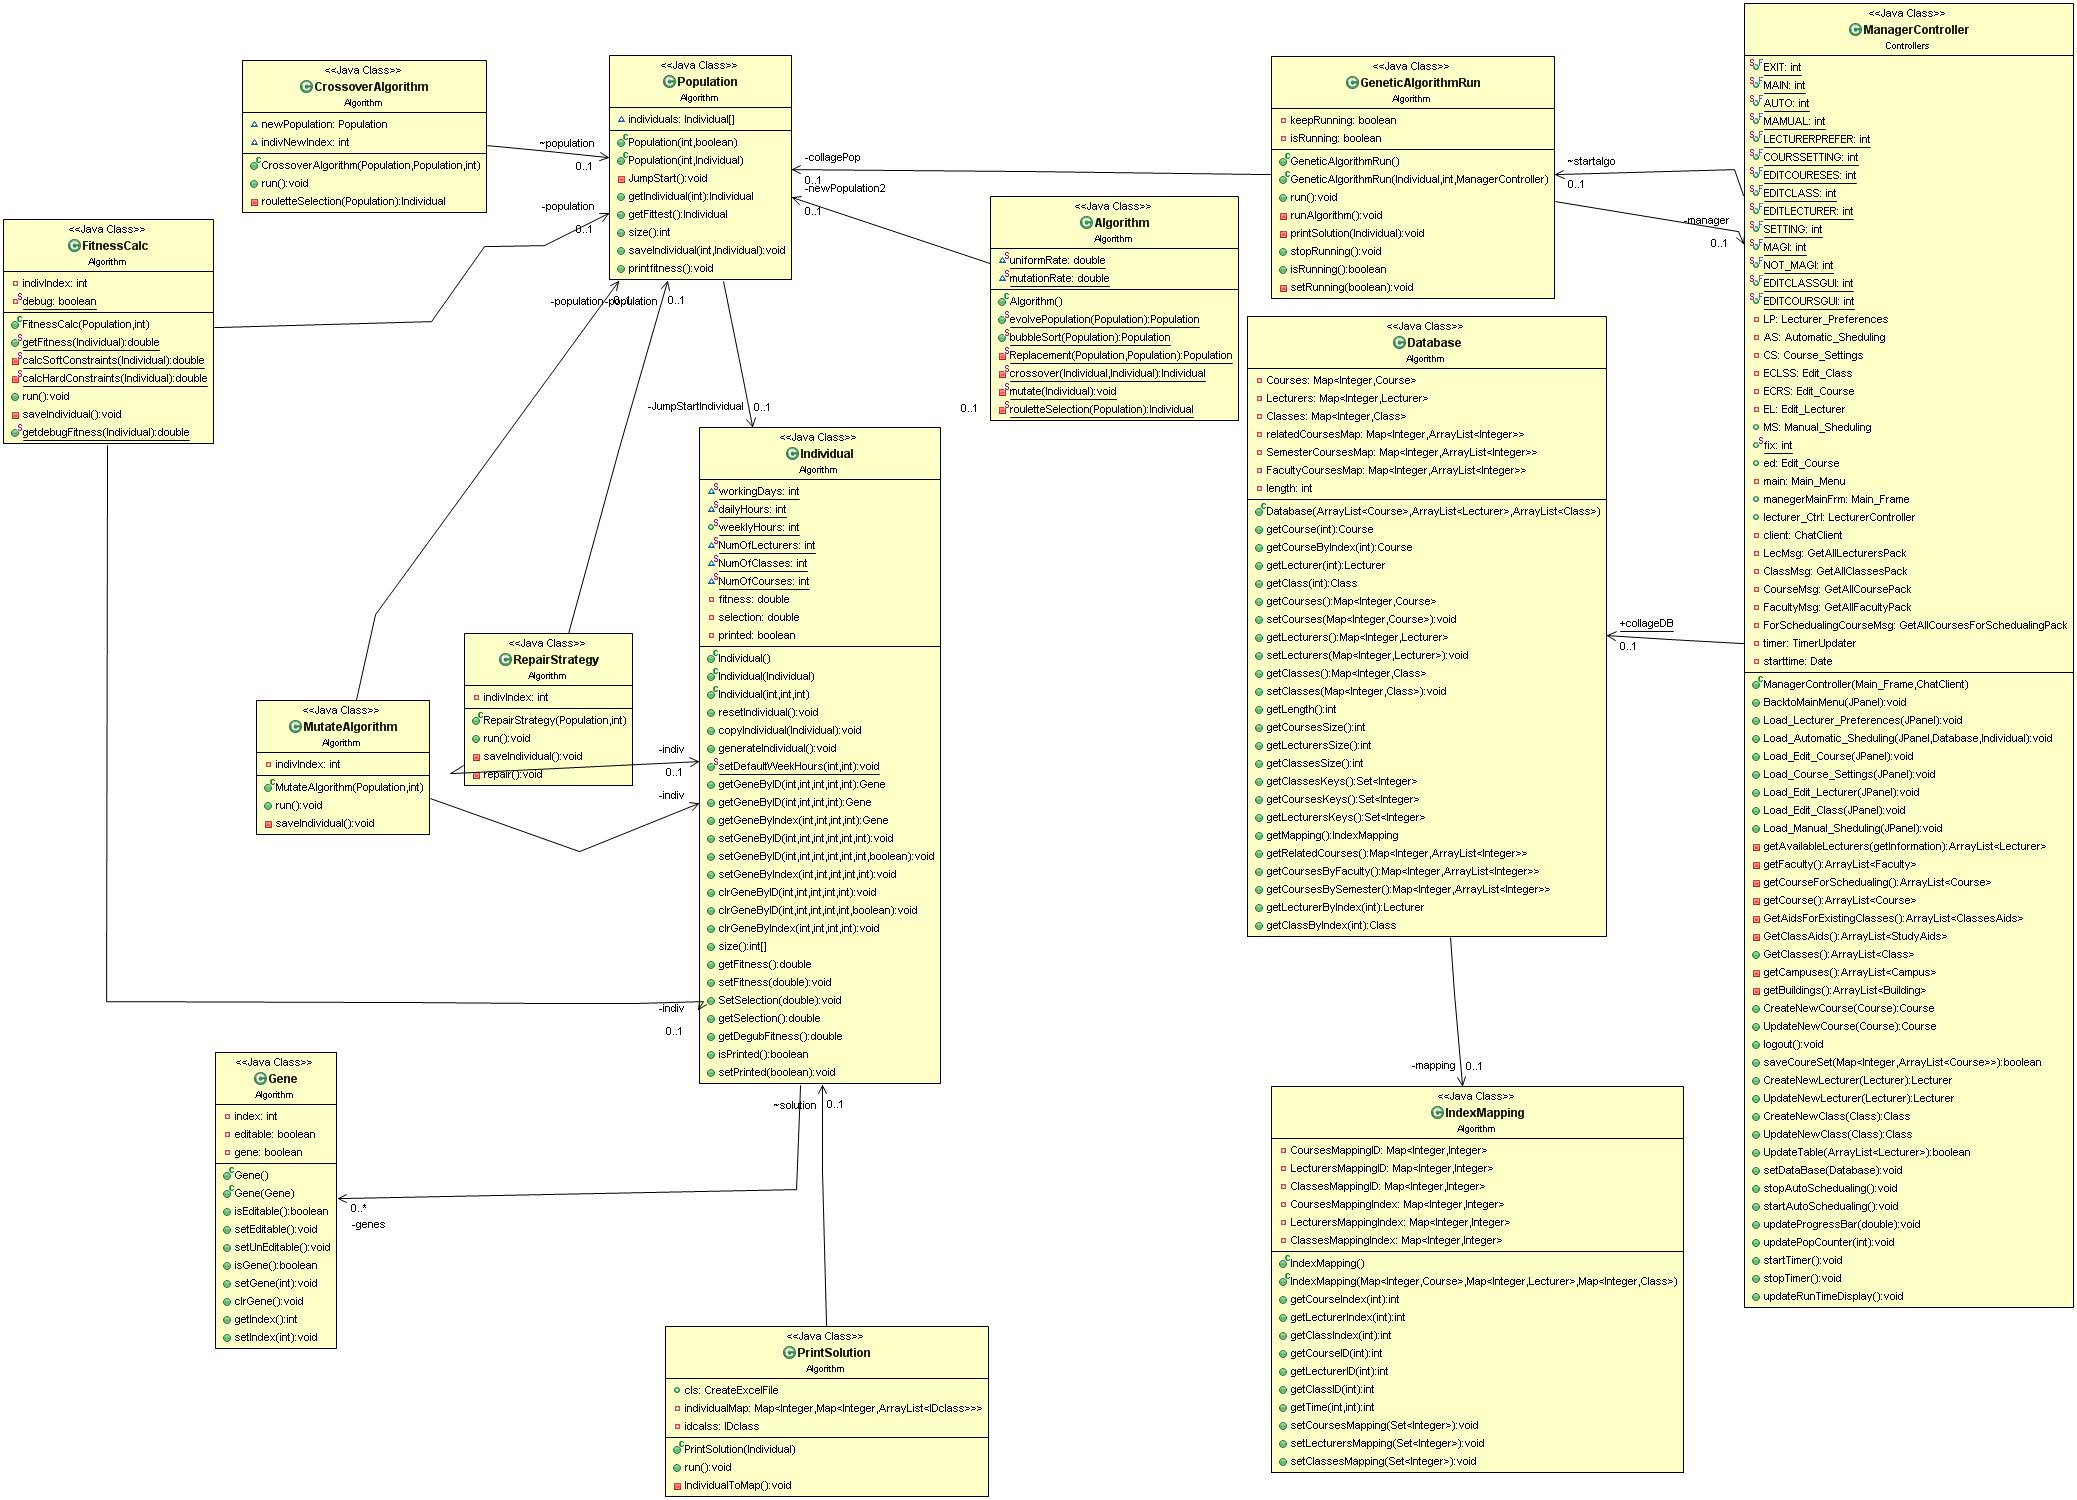 <<Java Class>>
CrossoverAlgorithm
Algorithm
newPopulation: Population
indivNewIndex: int
CrossoverAlgorithm(Population,Population,int)
run():void
rouletteSelection(Population):Individual
~population
0..1
<<Java Class>>
Population
Algorithm
individuals: Individual[]
Population(int,boolean)
Population(int,Individual)
JumpStart():void
getIndividual(int):Individual
getFittest():Individual
size():int
saveIndividual(int,Individual):void
printfitness():void
-collagePop
0..1
-newPopulation2
0..1
<<Java Class>>
GeneticAlgorithmRun
Algorithm
keepRunning: boolean
isRunning: boolean
GeneticAlgorithmRun()
GeneticAlgorithmRun(Individual,int,ManagerController)
run():void
runAlgorithm():void
printSolution(Individual):void
stopRunning():void
isRunning():boolean
setRunning(boolean):void
~startalgo
0..1
-manager
0..1
<<Java Class>>
ManagerController
Controllers
EXIT: int
MAIN: int
AUTO: int
MAMUAL: int
LECTURERPREFER: int
COURSSETTING: int
EDITCOURESES: int
EDITCLASS: int
EDITLECTURER: int
SETTING: int
MAGI: int
NOT_MAGI: int
EDITCLASSGUI: int
EDITCOURSGUI: int
LP: Lecturer_Preferences
AS: Automatic_Sheduling
CS: Course_Settings
ECLSS: Edit_Class
ECRS: Edit_Course
EL: Edit_Lecturer
MS: Manual_Sheduling
fix: int
ed: Edit_Course
main: Main_Menu
manegerMainFrm: Main_Frame
lecturer_Ctrl: LecturerController
client: ChatClient
LecMsg: GetAllLecturersPack
ClassMsg: GetAllClassesPack
CourseMsg: GetAllCoursePack
FacultyMsg: GetAllFacultyPack
ForSchedualingCourseMsg: GetAllCoursesForSchedualingPack
timer: TimerUpdater
starttime: Date
ManagerController(Main_Frame,ChatClient)
BacktoMainMenu(JPanel):void
Load_Lecturer_Preferences(JPanel):void
Load_Automatic_Sheduling(JPanel,Database,Individual):void
Load_Edit_Course(JPanel):void
Load_Course_Settings(JPanel):void
Load_Edit_Lecturer(JPanel):void
Load_Edit_Class(JPanel):void
Load_Manual_Sheduling(JPanel):void
getAvailableLecturers(getInformation):ArrayList<Lecturer>
getFaculty():ArrayList<Faculty>
getCourseForSchedualing():ArrayList<Course>
getCourse():ArrayList<Course>
GetAidsForExistingClasses():ArrayList<ClassesAids>
GetClassAids():ArrayList<StudyAids>
GetClasses():ArrayList<Class>
getCampuses():ArrayList<Campus>
getBuildings():ArrayList<Building>
CreateNewCourse(Course):Course
UpdateNewCourse(Course):Course
logout():void
saveCoureSet(Map<Integer,ArrayList<Course>>):boolean
CreateNewLecturer(Lecturer):Lecturer
UpdateNewLecturer(Lecturer):Lecturer
CreateNewClass(Class):Class
UpdateNewClass(Class):Class
UpdateTable(ArrayList<Lecturer>):boolean
setDataBase(Database):void
stopAutoSchedualing():void
startAutoSchedualing():void
updateProgressBar(double):void
updatePopCounter(int):void
startTimer():void
stopTimer():void
updateRunTimeDisplay():void
<<Java Class>>
FitnessCalc
Algorithm
indivIndex: int
debug: boolean
FitnessCalc(Population,int)
getFitness(Individual):double
calcSoftConstraints(Individual):double
calcHardConstraints(Individual):double
run():void
saveIndividual():void
getdebugFitness(Individual):double
-population
0..1
-population
0..1
-population
0..1
<<Java Class>>
Algorithm
Algorithm
uniformRate: double
mutationRate: double
Algorithm()
evolvePopulation(Population):Population
bubbleSort(Population):Population
Replacement(Population,Population):Population
crossover(Individual,Individual):Individual
mutate(Individual):void
rouletteSelection(Population):Individual
0..1
-JumpStartIndividual
0..1
<<Java Class>>
Database
Algorithm
Courses: Map<Integer,Course>
Lecturers: Map<Integer,Lecturer>
Classes: Map<Integer,Class>
relatedCoursesMap: Map<Integer,ArrayList<Integer>>
SemesterCoursesMap: Map<Integer,ArrayList<Integer>>
FacultyCoursesMap: Map<Integer,ArrayList<Integer>>
length: int
Database(ArrayList<Course>,ArrayList<Lecturer>,ArrayList<Class>)
getCourse(int):Course
getCourseByIndex(int):Course
getLecturer(int):Lecturer
getClass(int):Class
getCourses():Map<Integer,Course>
setCourses(Map<Integer,Course>):void
getLecturers():Map<Integer,Lecturer>
setLecturers(Map<Integer,Lecturer>):void
getClasses():Map<Integer,Class>
setClasses(Map<Integer,Class>):void
getLength():int
getCoursesSize():int
getLecturersSize():int
getClassesSize():int
getClassesKeys():Set<Integer>
getCoursesKeys():Set<Integer>
getLecturersKeys():Set<Integer>
getMapping():IndexMapping
getRelatedCourses():Map<Integer,ArrayList<Integer>>
getCoursesByFaculty():Map<Integer,ArrayList<Integer>>
getCoursesBySemester():Map<Integer,ArrayList<Integer>>
getLecturerByIndex(int):Lecturer
getClassByIndex(int):Class
+collageDB
0..1
<<Java Class>>
Individual
Algorithm
workingDays: int
dailyHours: int
weeklyHours: int
NumOfLecturers: int
NumOfClasses: int
NumOfCourses: int
fitness: double
selection: double
printed: boolean
Individual()
Individual(Individual)
Individual(int,int,int)
resetIndividual():void
copyIndividual(Individual):void
generateIndividual():void
setDefaultWeekHours(int,int):void
getGeneByID(int,int,int,int,int):Gene
getGeneByID(int,int,int,int):Gene
getGeneByIndex(int,int,int,int):Gene
setGeneByID(int,int,int,int,int,int):void
setGeneByID(int,int,int,int,int,int,boolean):void
setGeneByIndex(int,int,int,int,int):void
clrGeneByID(int,int,int,int,int):void
clrGeneByID(int,int,int,int,int,boolean):void
clrGeneByIndex(int,int,int,int):void
size():int[]
getFitness():double
setFitness(double):void
SetSelection(double):void
getSelection():double
getDegubFitness():double
isPrinted():boolean
setPrinted(boolean):void
<<Java Class>>
RepairStrategy
Algorithm
indivIndex: int
RepairStrategy(Population,int)
run():void
saveIndividual():void
repair():void
-indiv
0..1
-indiv
<<Java Class>>
MutateAlgorithm
Algorithm
indivIndex: int
MutateAlgorithm(Population,int)
run():void
saveIndividual():void
-indiv
0..1
<<Java Class>>
Gene
Algorithm
index: int
editable: boolean
gene: boolean
Gene()
Gene(Gene)
isEditable():boolean
setEditable():void
setUnEditable():void
isGene():boolean
setGene(int):void
clrGene():void
getIndex():int
setIndex(int):void
0..*
-genes
~solution
0..1
-mapping
0..1
<<Java Class>>
IndexMapping
Algorithm
CoursesMappingID: Map<Integer,Integer>
LecturersMappingID: Map<Integer,Integer>
ClassesMappingID: Map<Integer,Integer>
CoursesMappingIndex: Map<Integer,Integer>
LecturersMappingIndex: Map<Integer,Integer>
ClassesMappingIndex: Map<Integer,Integer>
IndexMapping()
IndexMapping(Map<Integer,Course>,Map<Integer,Lecturer>,Map<Integer,Class>)
getCourseIndex(int):int
getLecturerIndex(int):int
getClassIndex(int):int
getCourseID(int):int
getLecturerID(int):int
getClassID(int):int
getTime(int,int):int
setCoursesMapping(Set<Integer>):void
setLecturersMapping(Set<Integer>):void
setClassesMapping(Set<Integer>):void
<<Java Class>>
PrintSolution
Algorithm
cls: CreateExcelFile
individualMap: Map<Integer,Map<Integer,ArrayList<IDclass>>>
idcalss: IDclass
PrintSolution(Individual)
run():void
IndividualToMap():void